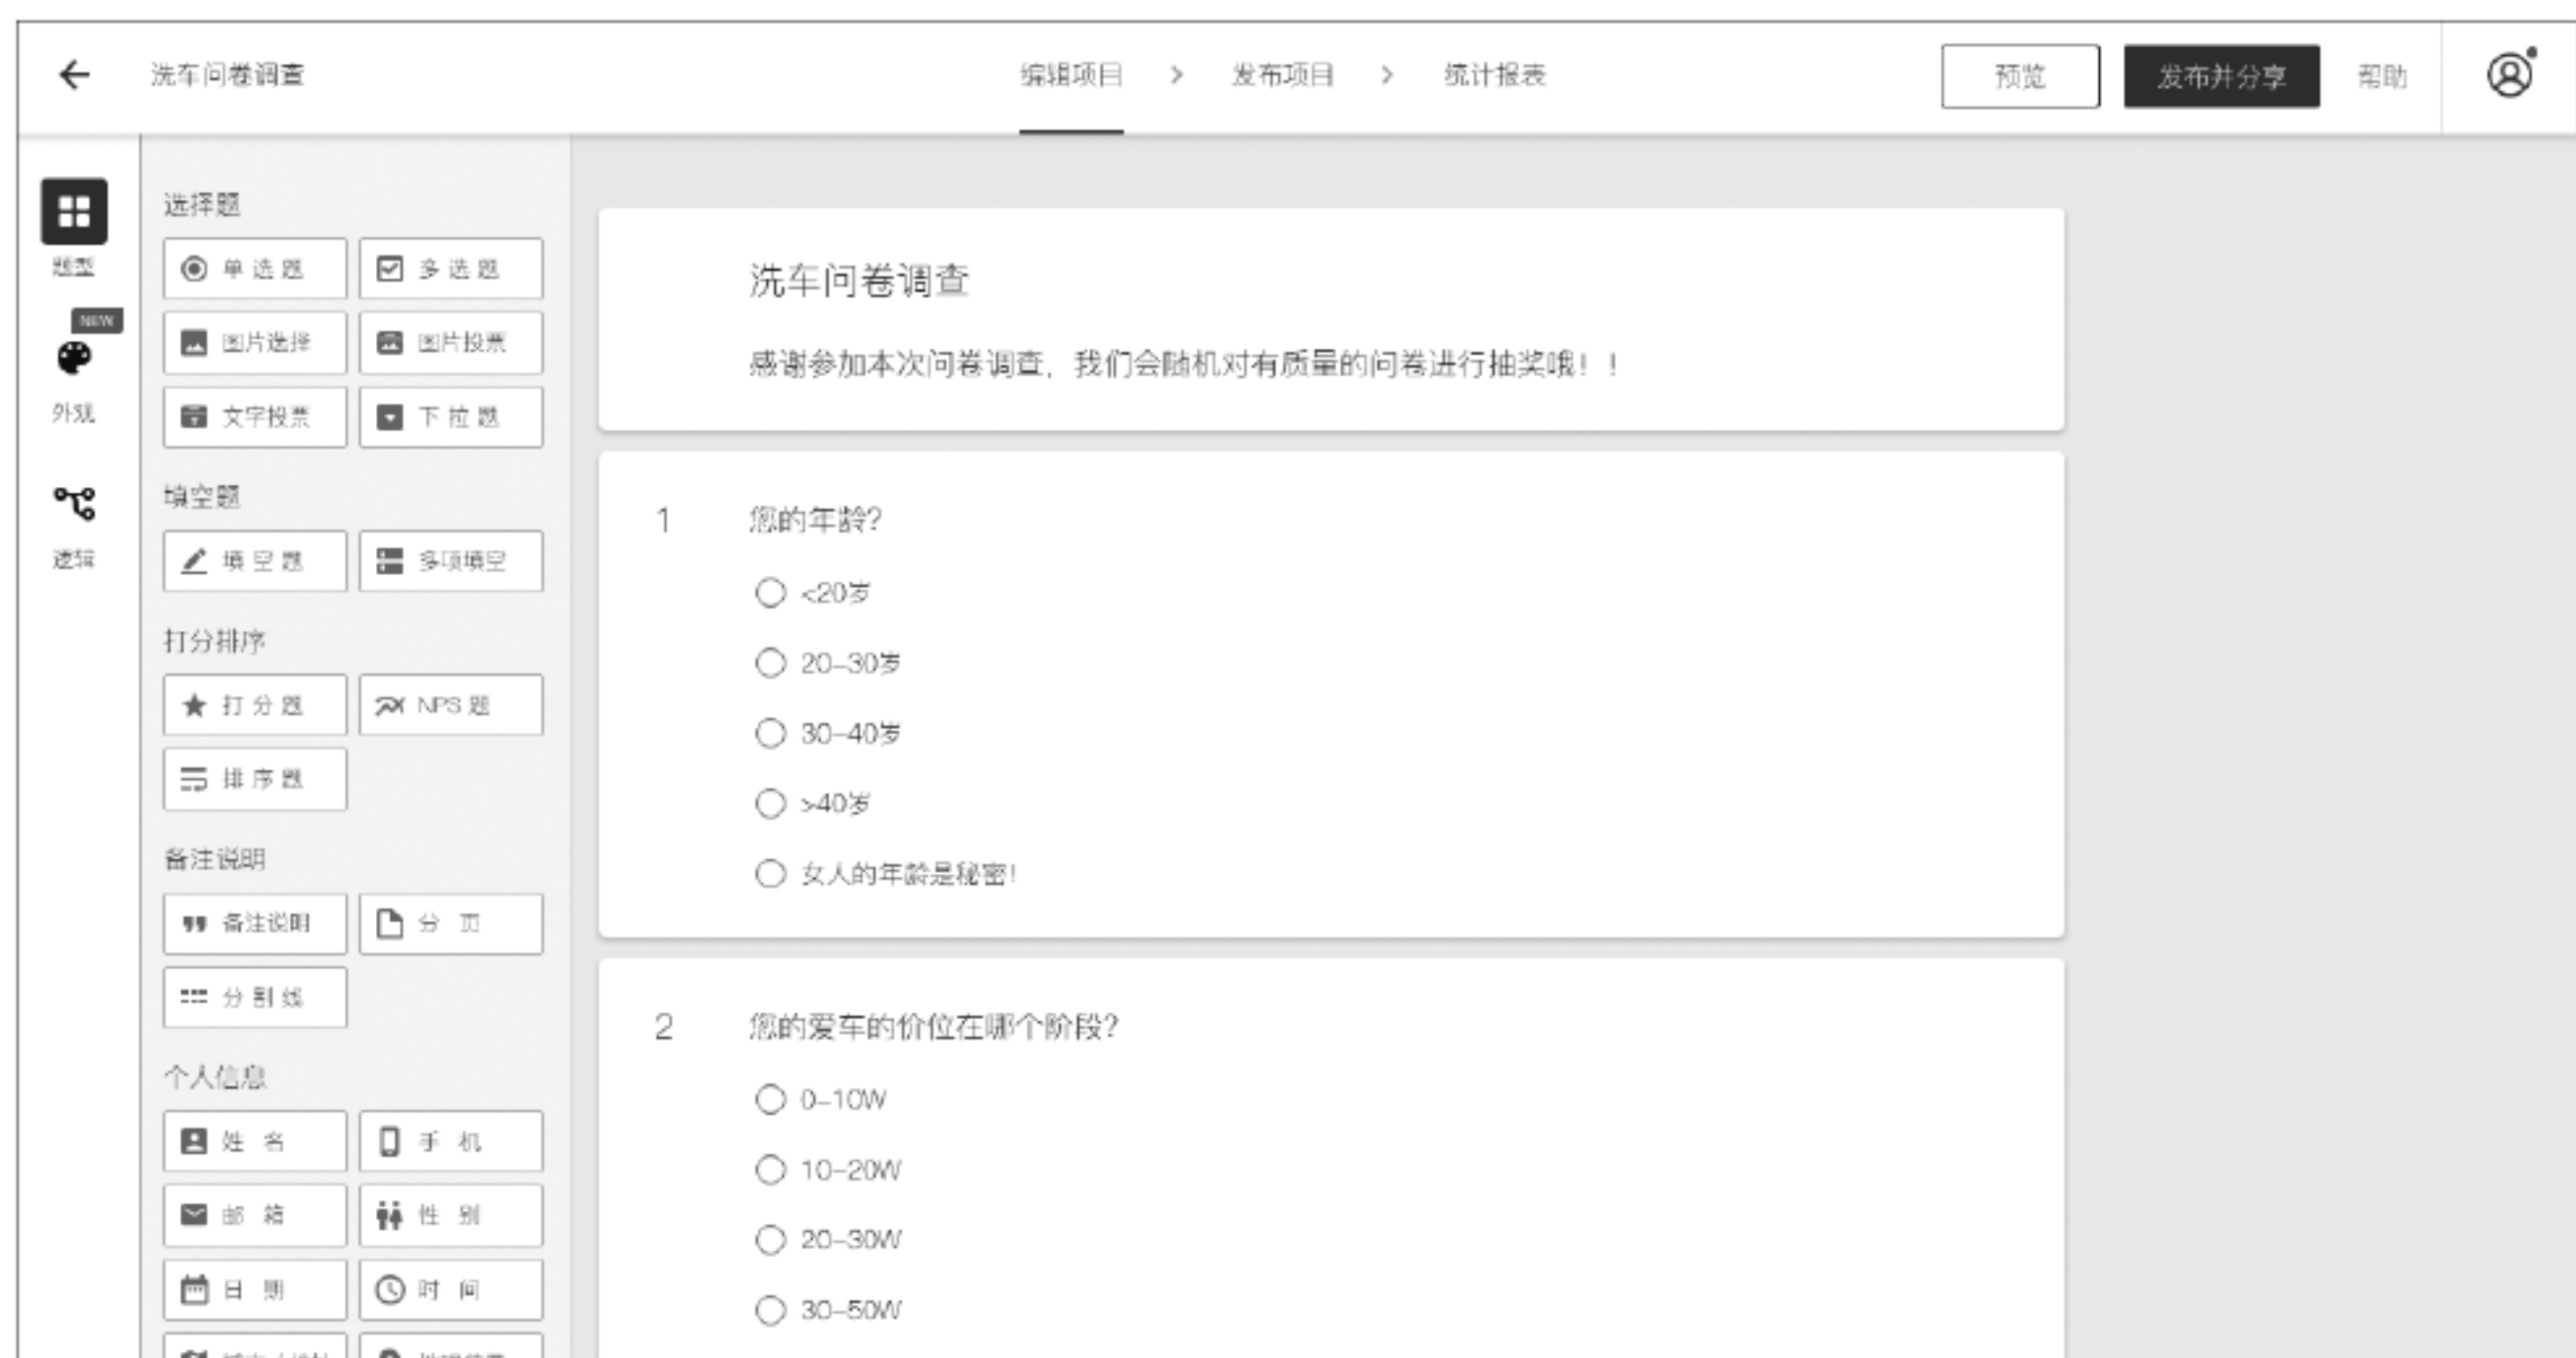 洗车问卷调查
编辑项目 > 发布项目 > 统计报表
预览
发布并分享
帮助
题型
NEW
外观
逻辑
选择题
单选题 多选题
图片选择 图片投票
文字投票 下拉题
填空题
填空题 多项填空
打分排序
打分题 NPS题
排序题
备注说明
备注说明 分页
分割线
个人信息
姓名 手机
邮箱 性别
日期 时间
洗车问卷调查
感谢参加本次问卷调查，我们会随机对有质量的问卷进行抽奖哦！！
1 您的年龄？
<20岁
20-30岁
30-40岁
>40岁
女人的年龄是秘密！
2 您的爱车的价位在哪个阶段？
0-10W
10-20W
20-30W
30-50W